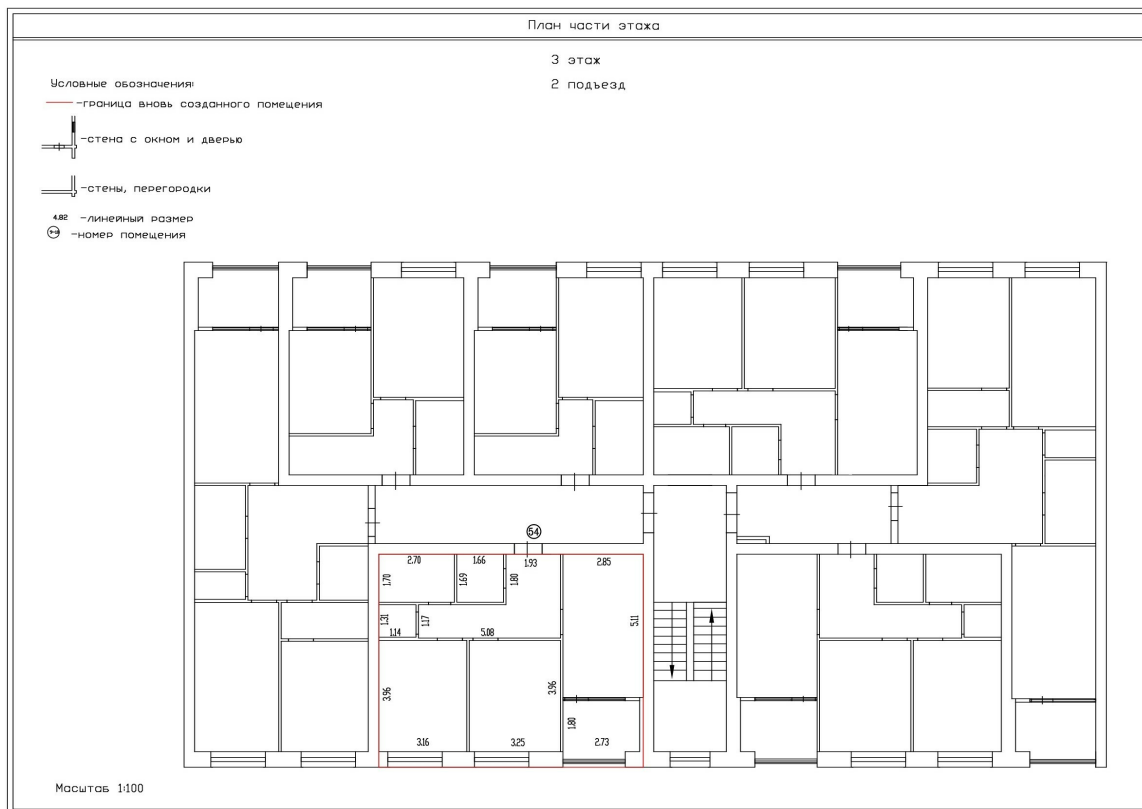 План части этажа
3 этаж
2 подъезд
Условные обозначения:
-граница вновь созданного помещения
-стена с окном и дверью
-стены, перегородки
4.82 -линейный размер
-номер помещения
54
2.70 1.66 1.93 2.85
1.70 1.69 1.80
1.31 1.17 5.11
1.14 5.08
3.96 3.96
1.80
3.16 3.25 2.73
Масштаб 1:100